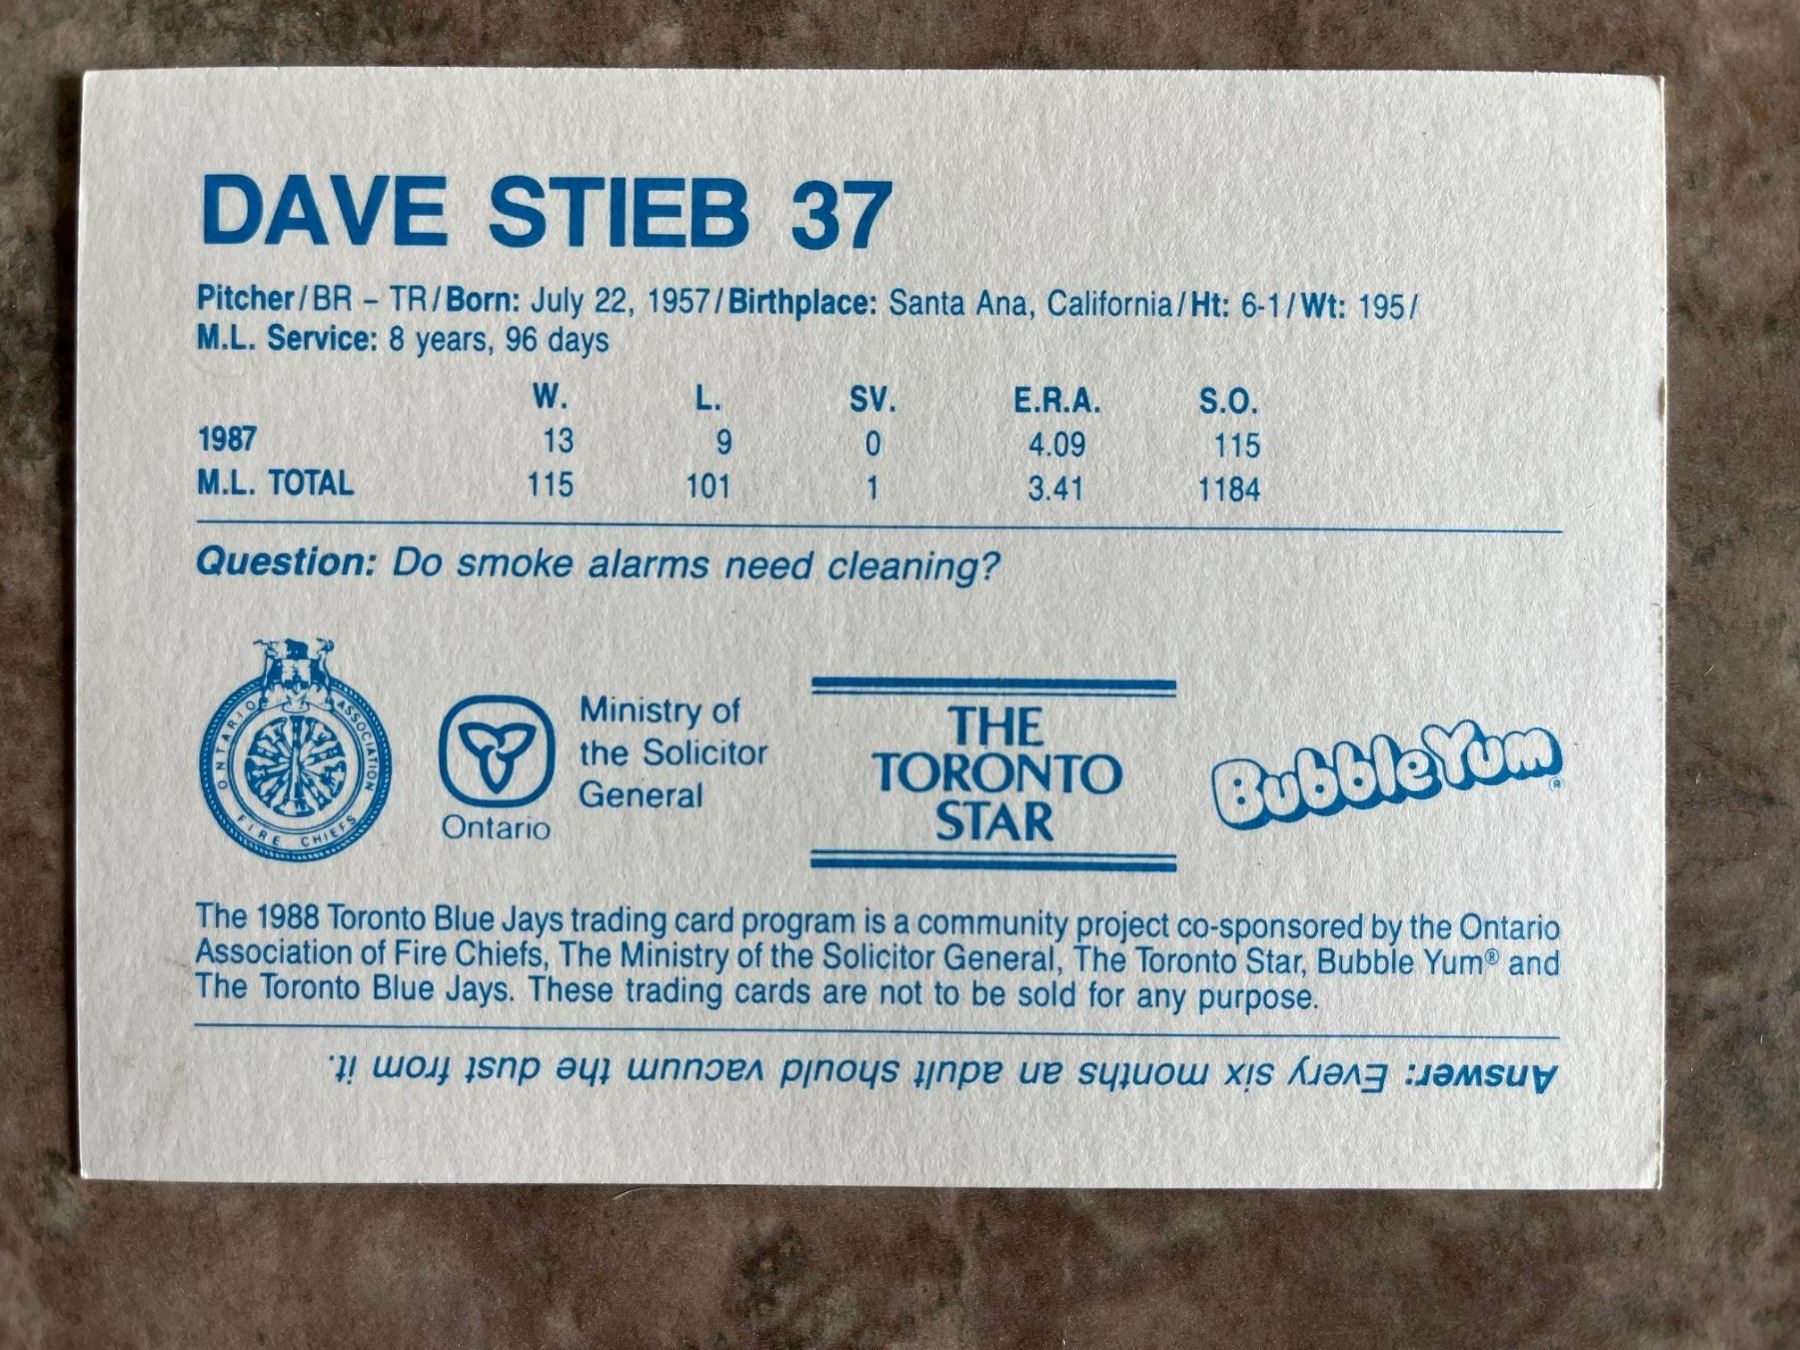 DAVE STIEB 37
Pitcher/BR – TR/Born: July 22, 1957/Birthplace: Santa Ana, California/Ht: 6-1/Wt: 195/
M.L. Service: 8 years, 96 days
W. L. SV. E.R.A. S.O.
1987 13 9 0 4.09 115
M.L. TOTAL 115 101 1 3.41 1184
Question: Do smoke alarms need cleaning?
ONTARIO ASSOCIATION
FIRE CHIEFS
Ontario
Ministry of
the Solicitor
General
THE
TORONTO
STAR
Bubble Yum®
The 1988 Toronto Blue Jays trading card program is a community project co-sponsored by the Ontario
Association of Fire Chiefs, The Ministry of the Solicitor General, The Toronto Star, Bubble Yum® and
The Toronto Blue Jays. These trading cards are not to be sold for any purpose.
Answer: Every six months an adult should vacuum the dust from it.